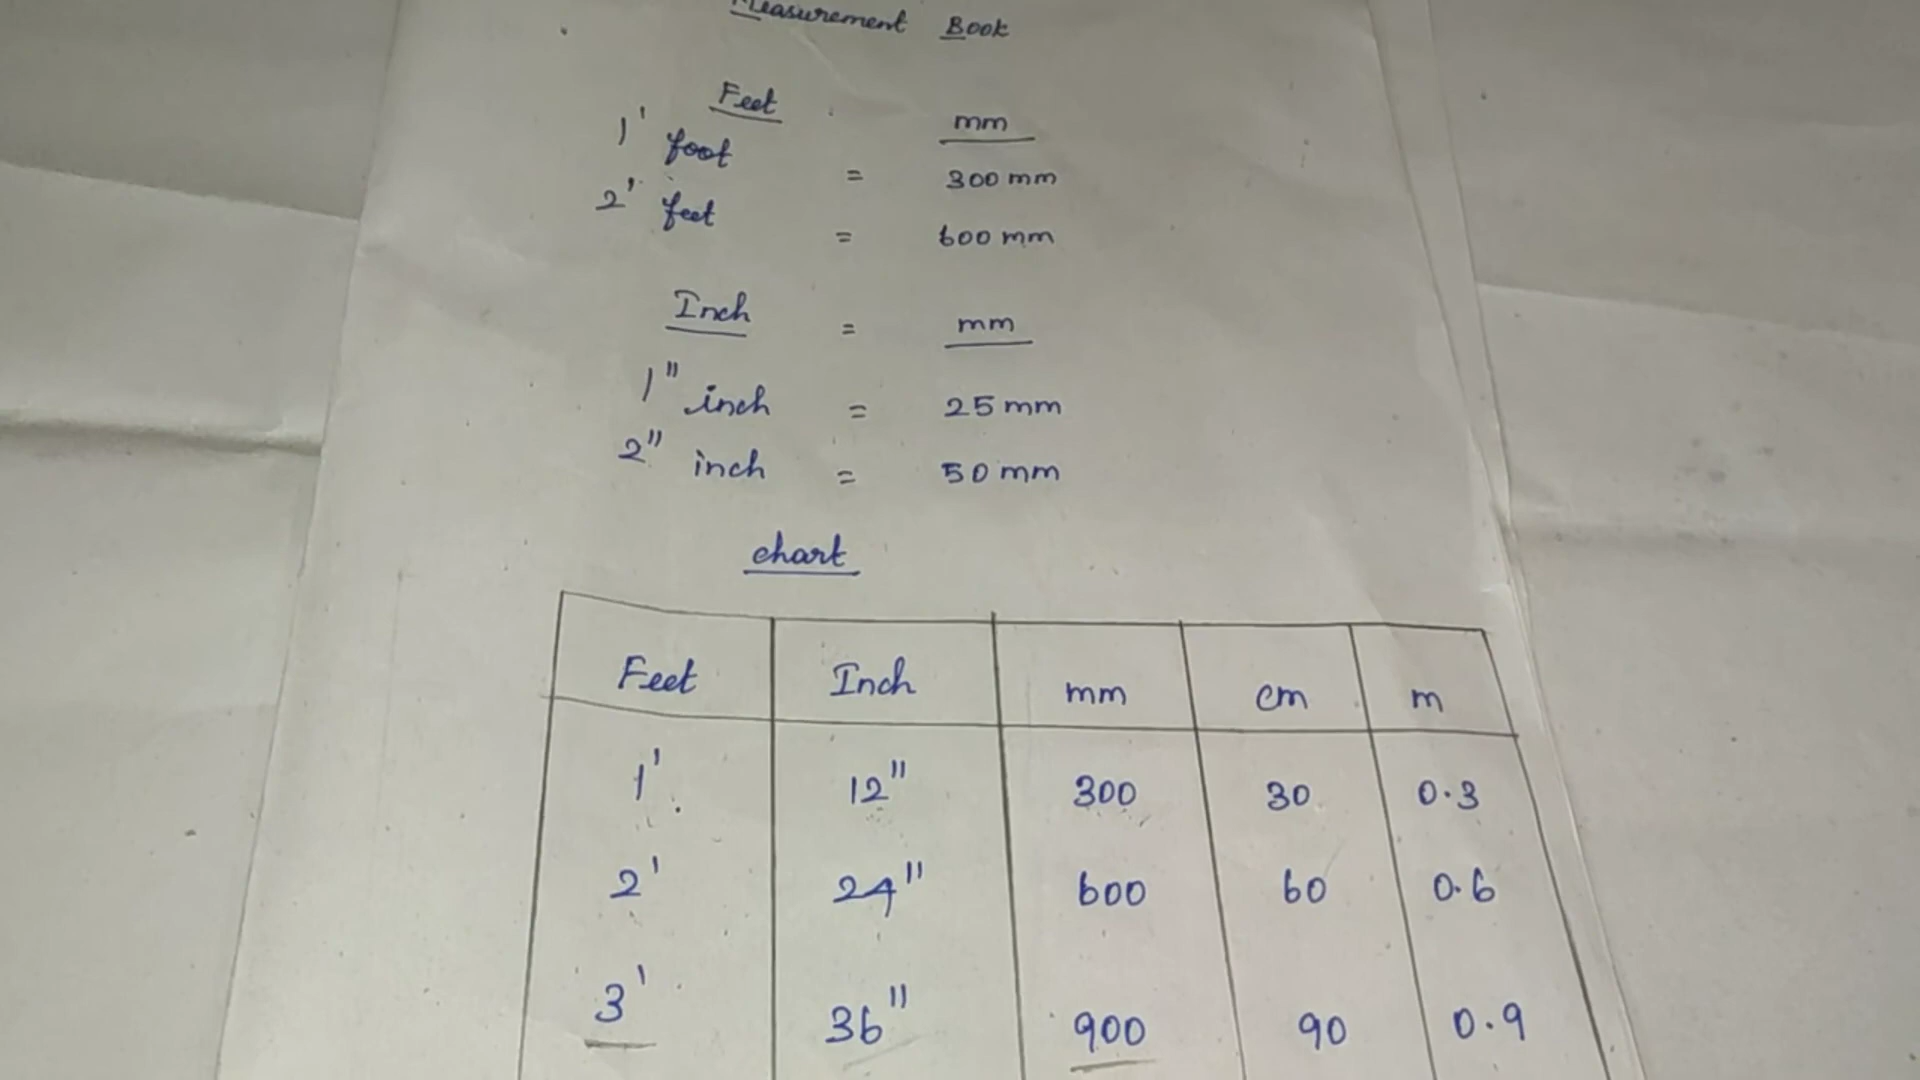 Measurement Book
Feet mm
1' foot = 300 mm
2' feet = 600 mm
Inch = mm
1" inch = 25 mm
2" inch = 50 mm
chart
Feet Inch mm cm m
1' 12" 300 30 0.3
2' 24" 600 60 0.6
3' 36" 900 90 0.9